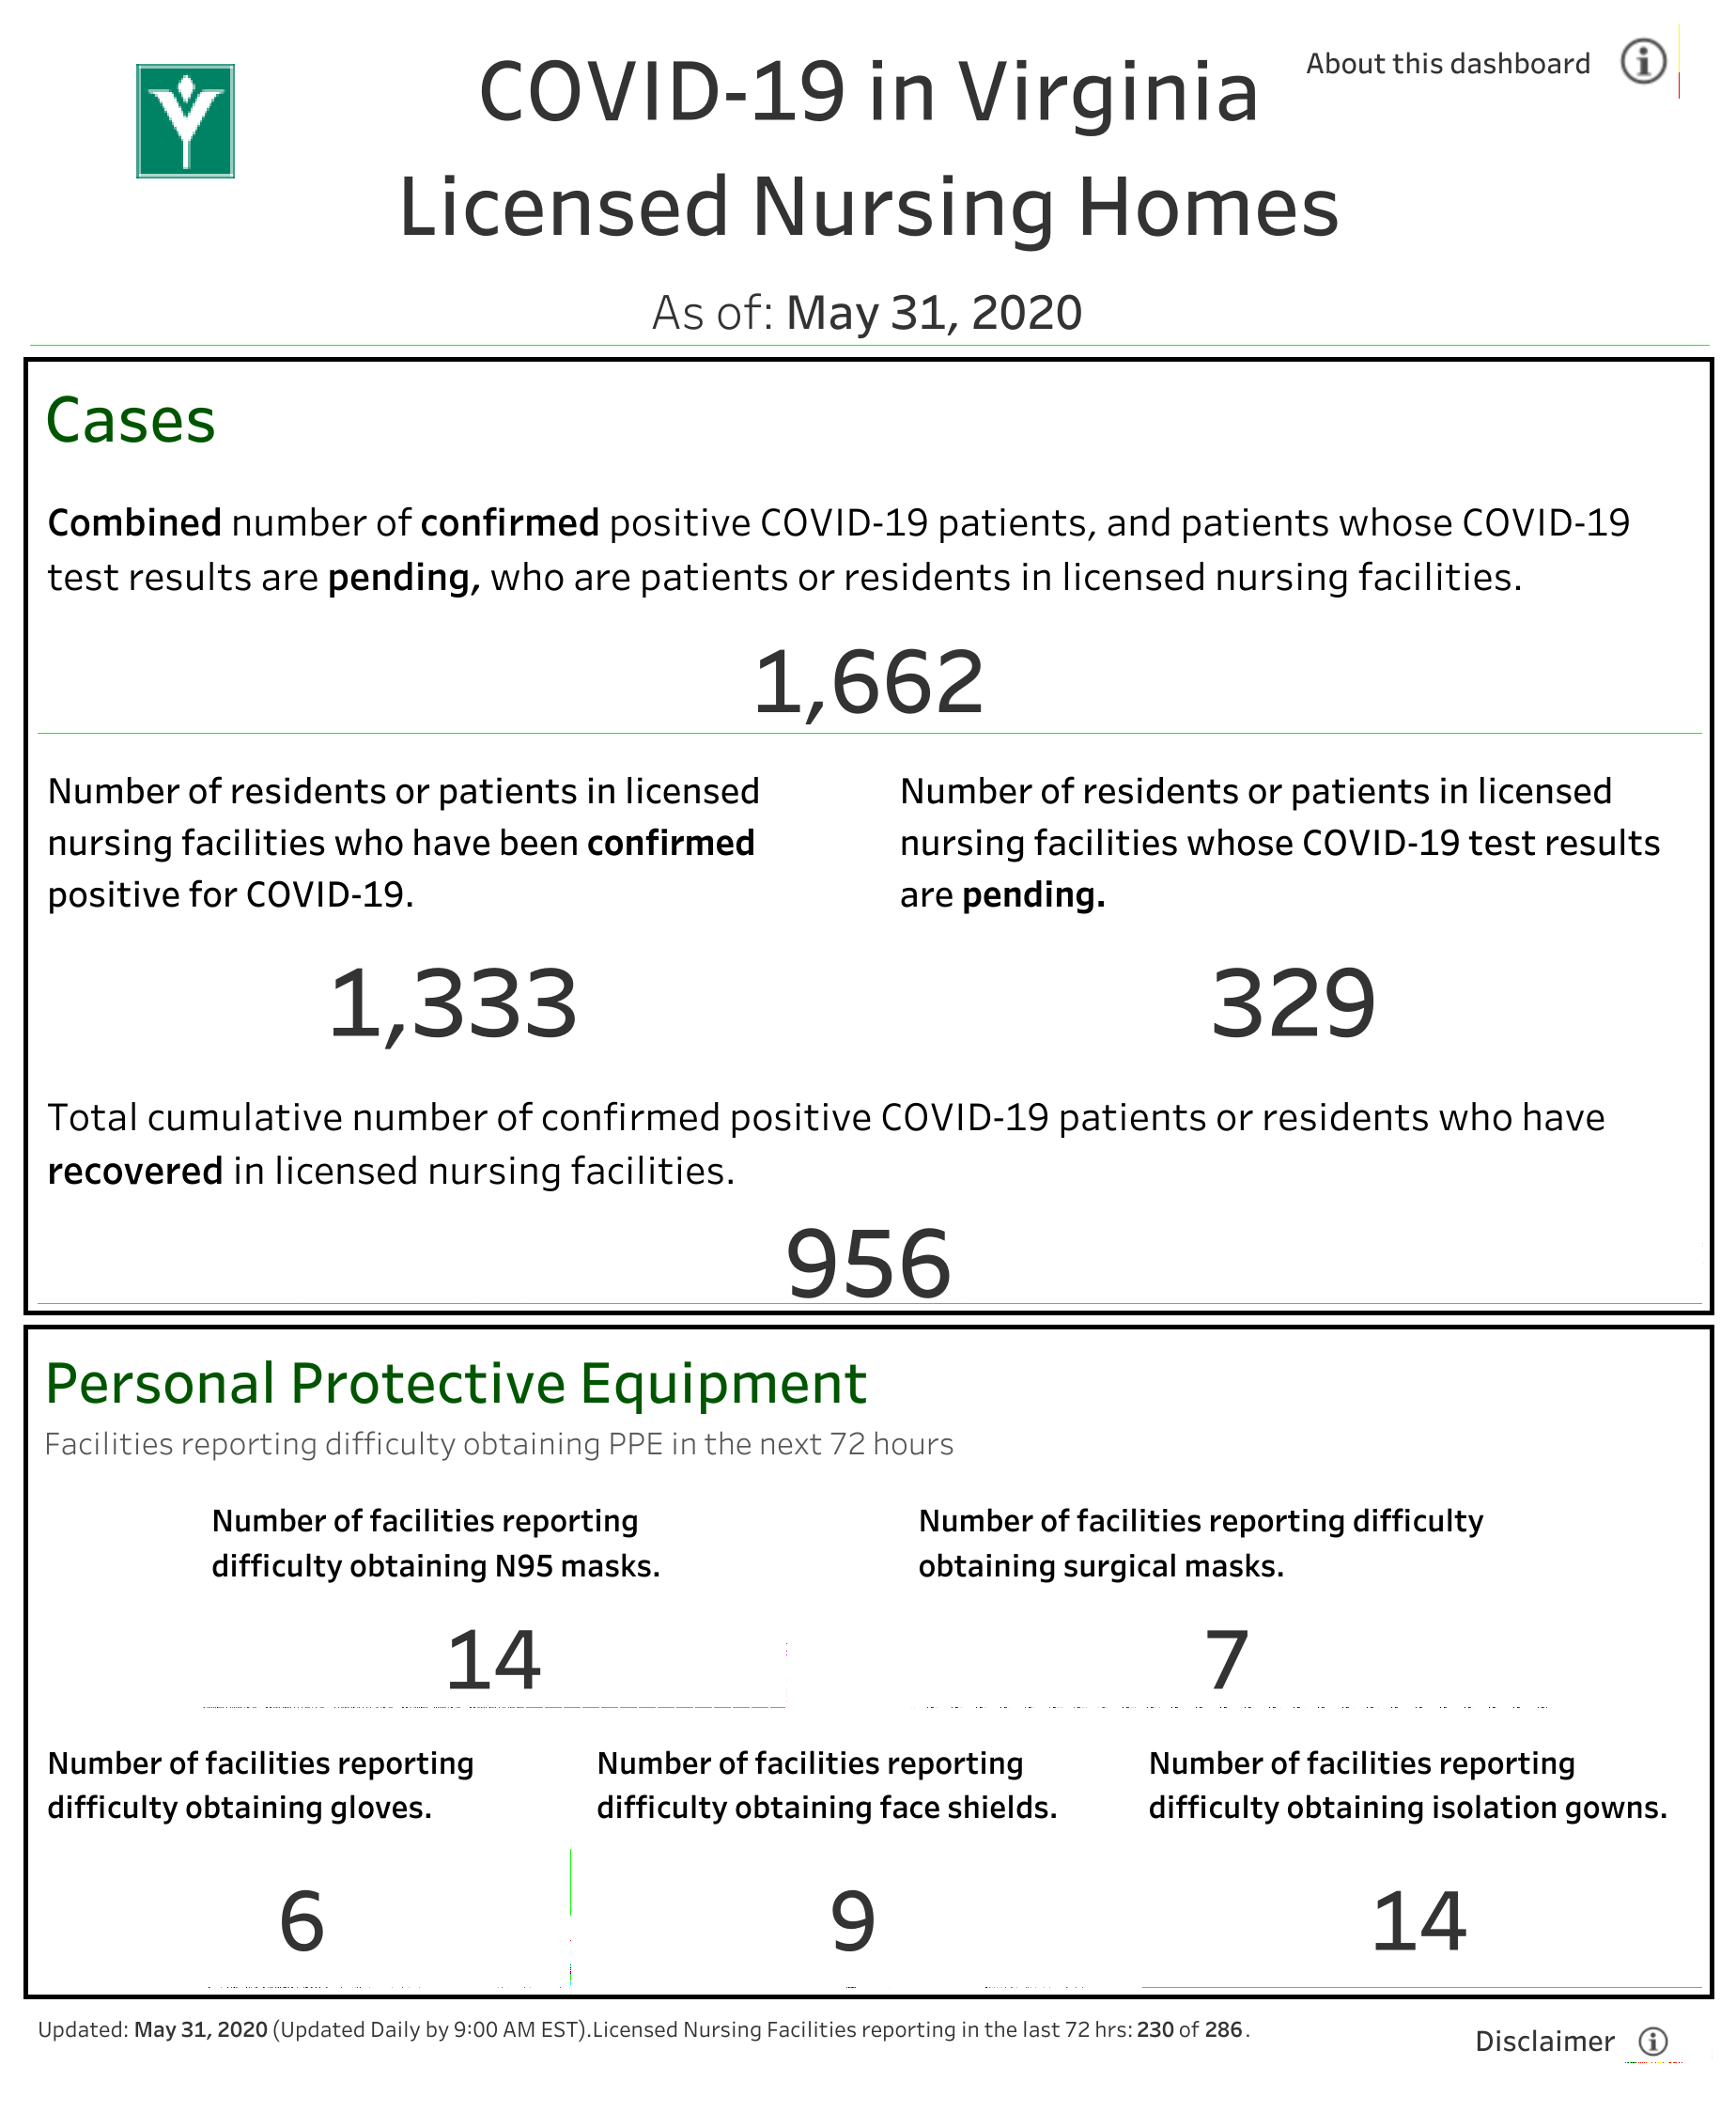 COVID-19 in Virginia
Licensed Nursing Homes
About this dashboard
As of: May 31, 2020
Cases
Combined number of confirmed positive COVID-19 patients, and patients whose COVID-19
test results are pending, who are patients or residents in licensed nursing facilities.
1,662
Number of residents or patients in licensed
nursing facilities who have been confirmed
positive for COVID-19.
1,333
Number of residents or patients in licensed
nursing facilities whose COVID-19 test results
are pending.
329
Total cumulative number of confirmed positive COVID-19 patients or residents who have
recovered in licensed nursing facilities.
956
Personal Protective Equipment
Facilities reporting difficulty obtaining PPE in the next 72 hours
Number of facilities reporting
difficulty obtaining N95 masks.
14
Number of facilities reporting difficulty
obtaining surgical masks.
7
Number of facilities reporting
difficulty obtaining gloves.
6
Number of facilities reporting
difficulty obtaining face shields.
9
Number of facilities reporting
difficulty obtaining isolation gowns.
14
Updated: May 31, 2020 (Updated Daily by 9:00 AM EST).Licensed Nursing Facilities reporting in the last 72 hrs: 230 of 286.
Disclaimer